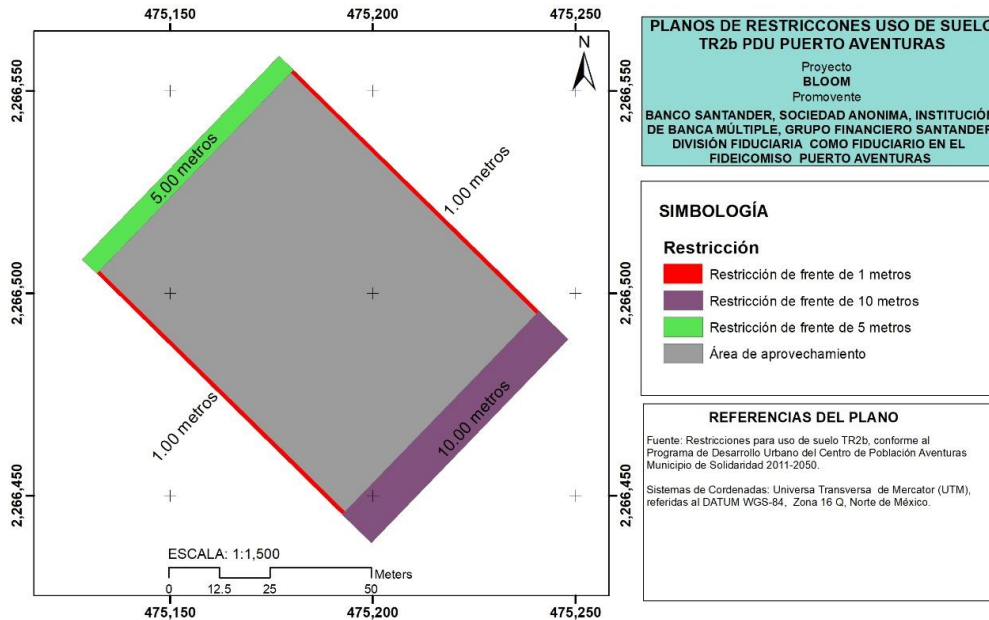 475,150
475,200
475,250
2,266,550
2,266,500
2,266,450
2,266,550
2,266,500
2,266,450
N
5.00 metros
1.00 metros
1.00 metros
10.00 metros
ESCALA: 1:1,500
Meters
0 12.5 25 50
475,150
475,200
475,250
PLANOS DE RESTRICCONES USO DE SUELO
TR2b PDU PUERTO AVENTURAS
Proyecto
BLOOM
Promovente
BANCO SANTANDER, SOCIEDAD ANONIMA, INSTITUCIÓN
DE BANCA MÚLTIPLE, GRUPO FINANCIERO SANTANDER
DIVISIÓN FIDUCIARIA COMO FIDUCIARIO EN EL
FIDEICOMISO PUERTO AVENTURAS
SIMBOLOGÍA
Restricción
Restricción de frente de 1 metros
Restricción de frente de 10 metros
Restricción de frente de 5 metros
Área de aprovechamiento
REFERENCIAS DEL PLANO
Fuente: Restricciones para uso de suelo TR2b, conforme al
Programa de Desarrollo Urbano del Centro de Población Aventuras
Municipio de Solidaridad 2011-2050.
Sistemas de Cordenadas: Universa Transversa de Mercator (UTM),
referidas al DATUM WGS-84, Zona 16 Q, Norte de México.